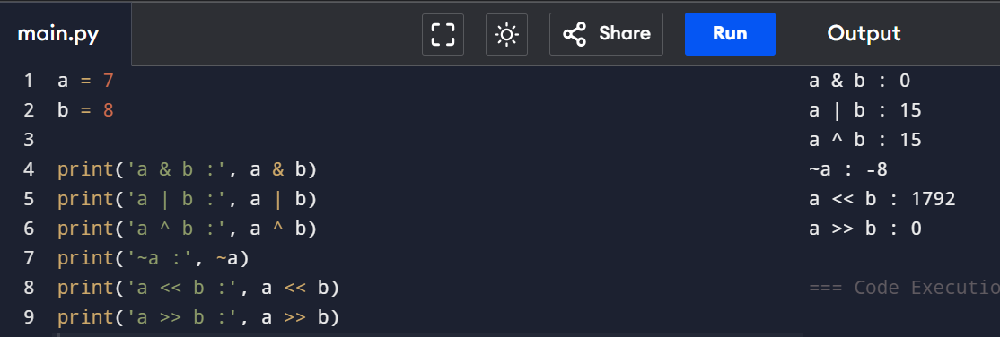 main.py Share Run Output
1 a = 7
2 b = 8
3
4 print('a & b :', a & b)
5 print('a | b :', a | b)
6 print('a ^ b :', a ^ b)
7 print('~a :', ~a)
8 print('a << b :', a << b)
9 print('a >> b :', a >> b)
a & b : 0
a | b : 15
a ^ b : 15
~a : -8
a << b : 1792
a >> b : 0
=== Code Executio